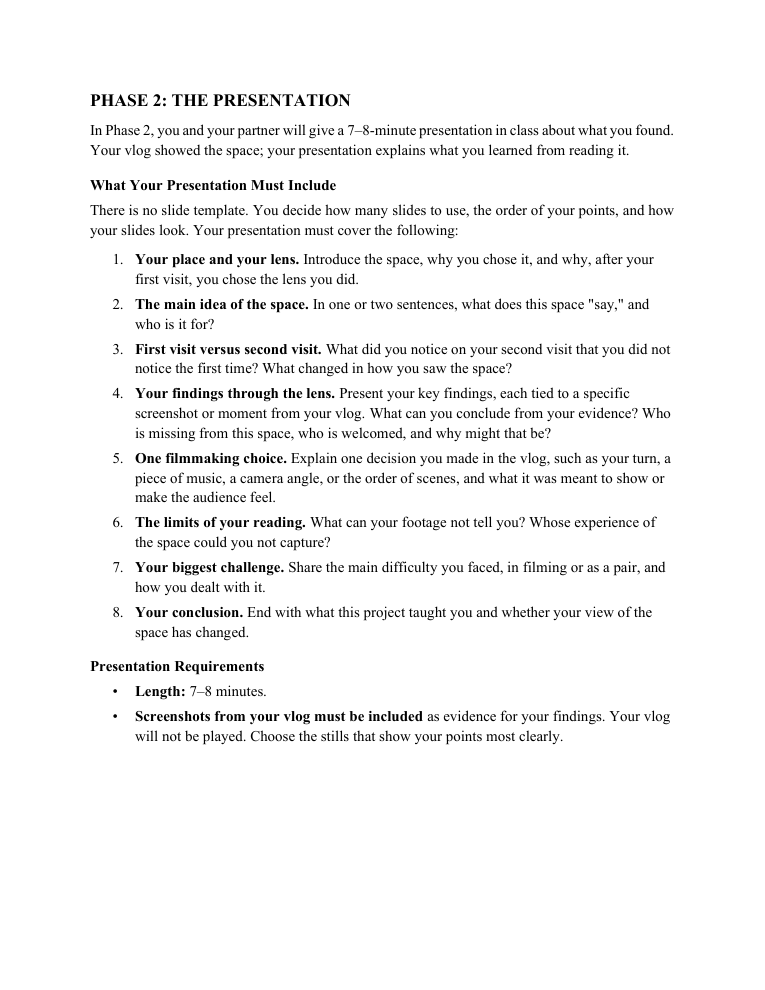 PHASE 2: THE PRESENTATION
In Phase 2, you and your partner will give a 7–8-minute presentation in class about what you found.
Your vlog showed the space; your presentation explains what you learned from reading it.
What Your Presentation Must Include
There is no slide template. You decide how many slides to use, the order of your points, and how
your slides look. Your presentation must cover the following:
1. Your place and your lens. Introduce the space, why you chose it, and why, after your
first visit, you chose the lens you did.
2. The main idea of the space. In one or two sentences, what does this space "say," and
who is it for?
3. First visit versus second visit. What did you notice on your second visit that you did not
notice the first time? What changed in how you saw the space?
4. Your findings through the lens. Present your key findings, each tied to a specific
screenshot or moment from your vlog. What can you conclude from your evidence? Who
is missing from this space, who is welcomed, and why might that be?
5. One filmmaking choice. Explain one decision you made in the vlog, such as your turn, a
piece of music, a camera angle, or the order of scenes, and what it was meant to show or
make the audience feel.
6. The limits of your reading. What can your footage not tell you? Whose experience of
the space could you not capture?
7. Your biggest challenge. Share the main difficulty you faced, in filming or as a pair, and
how you dealt with it.
8. Your conclusion. End with what this project taught you and whether your view of the
space has changed.
Presentation Requirements
• Length: 7–8 minutes.
• Screenshots from your vlog must be included as evidence for your findings. Your vlog
will not be played. Choose the stills that show your points most clearly.